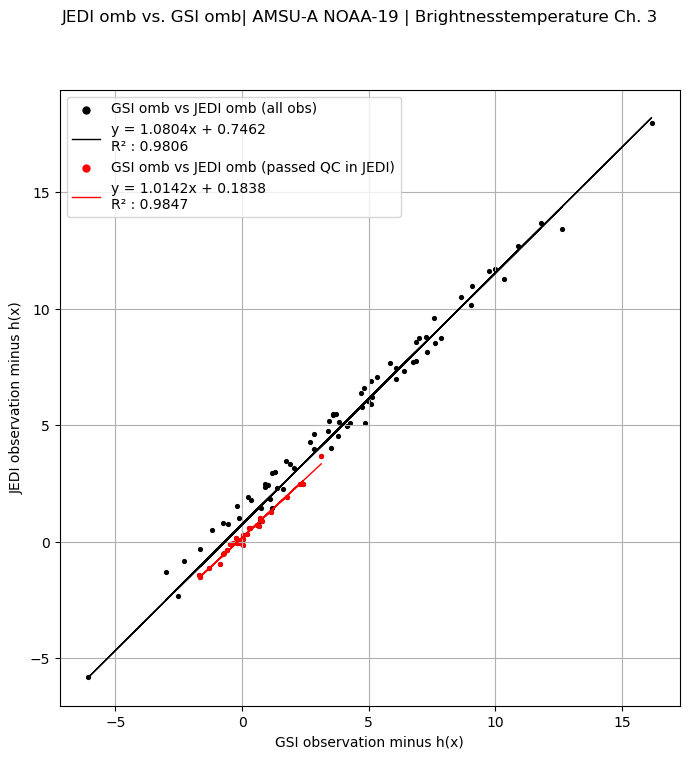 JEDI omb vs. GSI omb| AMSU-A NOAA-19 | Brightnesstemperature Ch. 3
GSI omb vs JEDI omb (all obs)
y = 1.0804x + 0.7462
R² : 0.9806
GSI omb vs JEDI omb (passed QC in JEDI)
y = 1.0142x + 0.1838
R² : 0.9847
15
10
5
0
−5
JEDI observation minus h(x)
−5 0 5 10 15
GSI observation minus h(x)